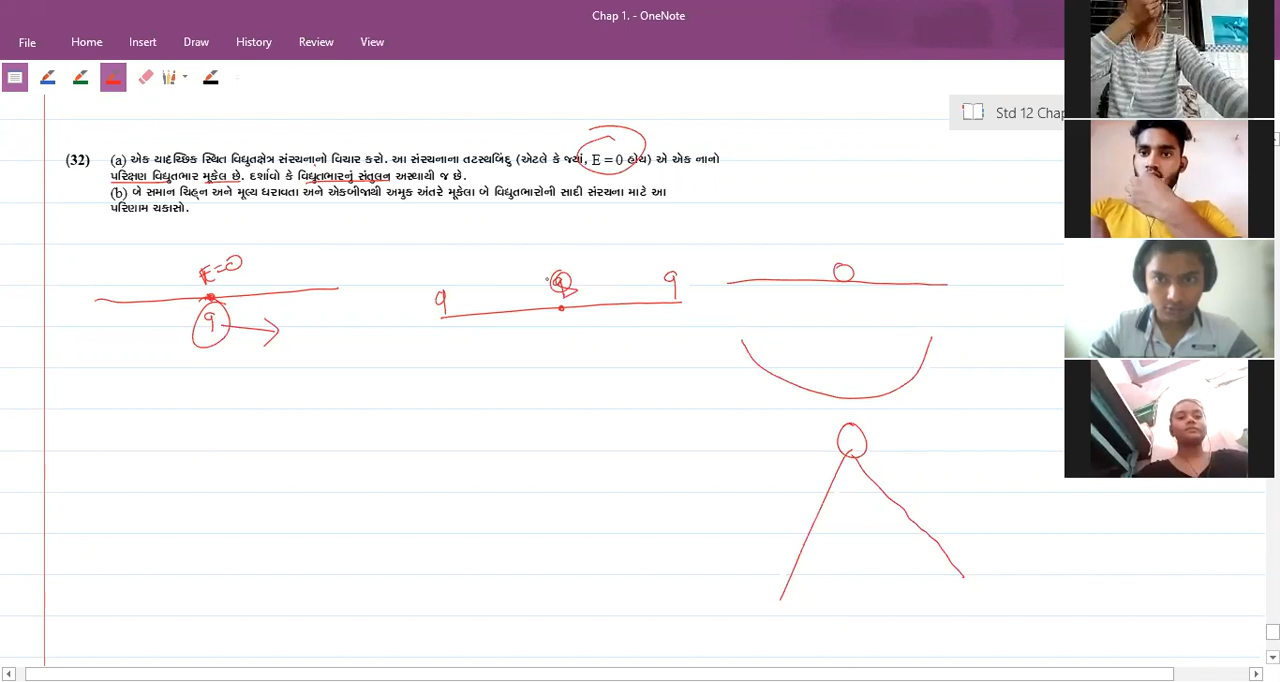 Chap 1. - OneNote
File Home Insert Draw History Review View
Std 12 Chap
(32) (a) એક યાદૃચ્છિક સ્થિત વિદ્યુતક્ષેત્ર સંરચનાનો વિચાર કરો. આ સંરચનાના તટસ્થબિંદુ (એટલે કે જ્યાં, E = 0 હોય) એ એક નાનો
પરિક્ષણ વિદ્યુતભાર મૂકેલ છે. દર્શાવો કે વિદ્યુતભારનું સંતુલન અસ્થાયી જ છે.
(b) બે સમાન ચિહ્ન અને મૂલ્ય ધરાવતા અને એકબીજાથી અમુક અંતરે મૂકેલા બે વિદ્યુતભારોની સાદી સંરચના માટે આ
પરિણામ ચકાસો.
E=0
q
q q